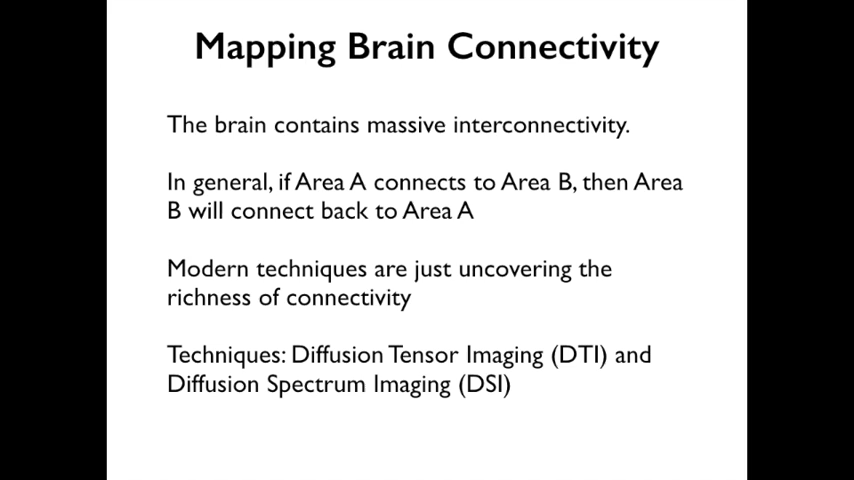 Mapping Brain Connectivity
The brain contains massive interconnectivity.
In general, if Area A connects to Area B, then Area
B will connect back to Area A
Modern techniques are just uncovering the
richness of connectivity
Techniques: Diffusion Tensor Imaging (DTI) and
Diffusion Spectrum Imaging (DSI)